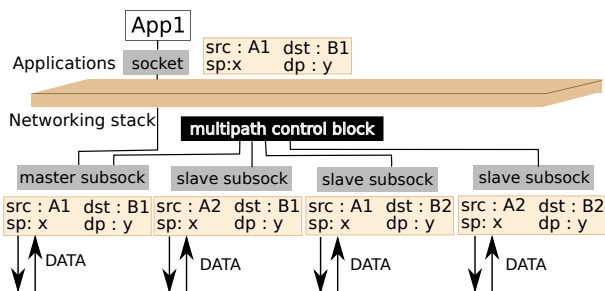 App1
Applications socket src : A1 dst : B1
sp:x dp : y
Networking stack
multipath control block
master subsock slave subsock slave subsock slave subsock
src : A1 dst : B1 src : A2 dst : B1 src : A1 dst : B2 src : A2 dst : B2
sp: x dp : y sp: x dp : y sp: x dp : y sp: x dp : y
DATA DATA DATA DATA